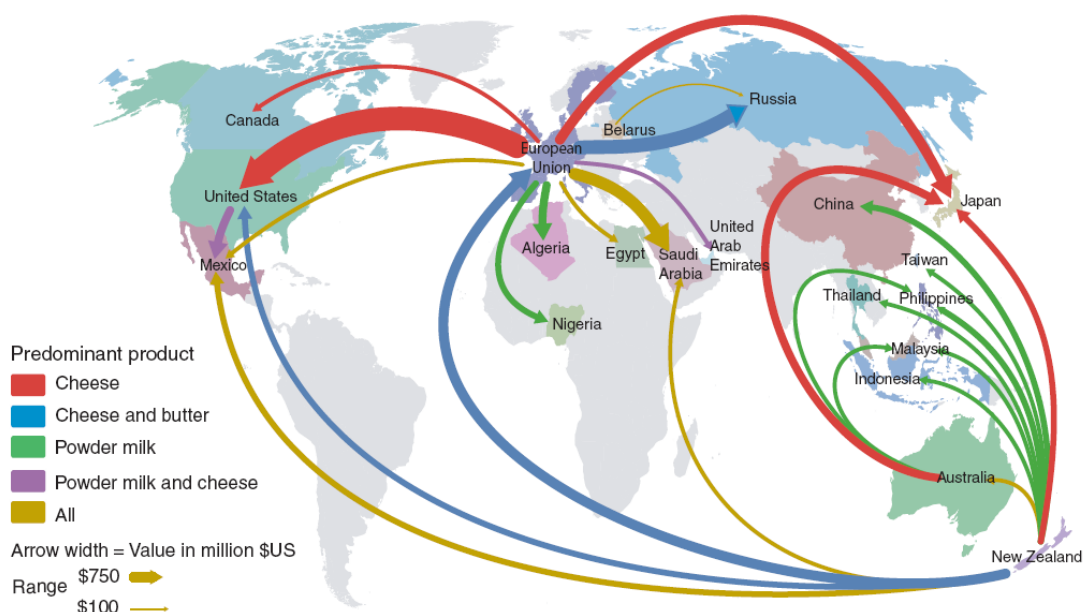 Canada
United States
Mexico
European
Union
Belarus
Russia
Algeria
Nigeria
Egypt
Saudi
Arabia
United
Arab
Emirates
China
Japan
Taiwan
Thailand
Philippines
Malaysia
Indonesia
Australia
New Zealand
Predominant product
Cheese
Cheese and butter
Powder milk
Powder milk and cheese
All
Arrow width = Value in million $US
Range
$750
$100